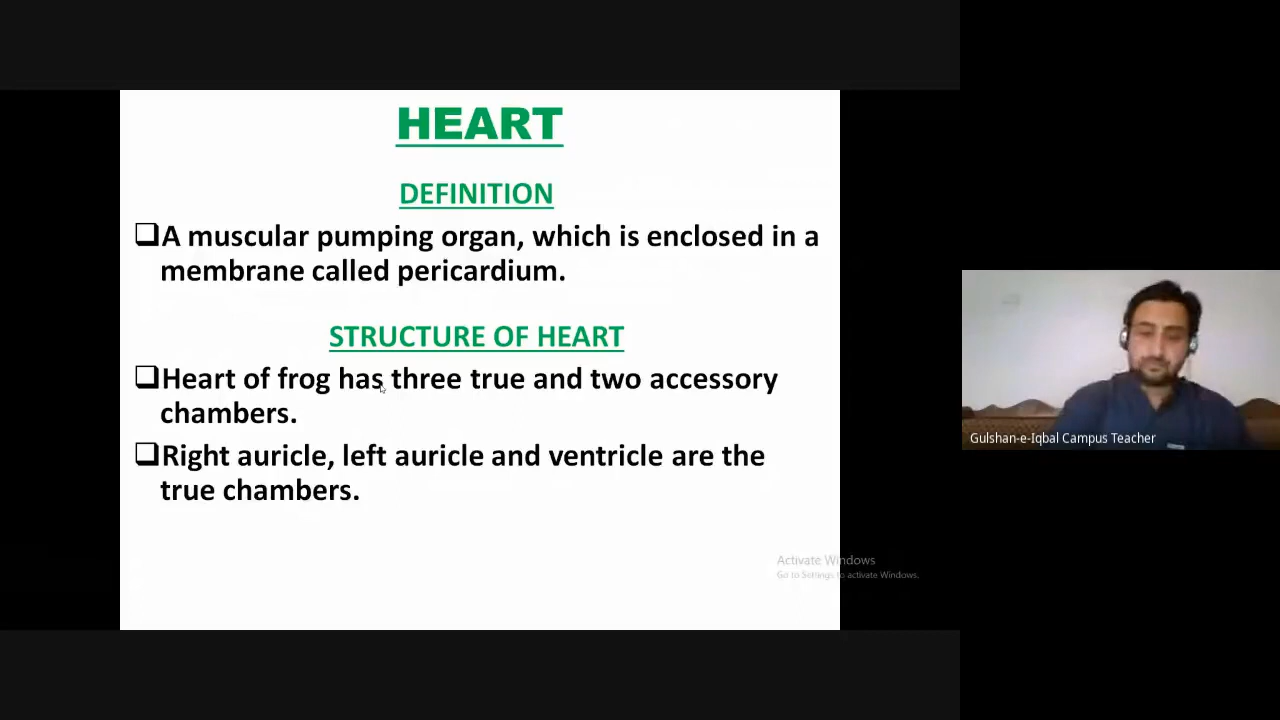 HEART
DEFINITION
❑A muscular pumping organ, which is enclosed in a
membrane called pericardium.
STRUCTURE OF HEART
❑Heart of frog has three true and two accessory
chambers.
❑Right auricle, left auricle and ventricle are the
true chambers.
Activate Windows
Go to Settings to activate Windows.
Gulshan-e-Iqbal Campus Teacher